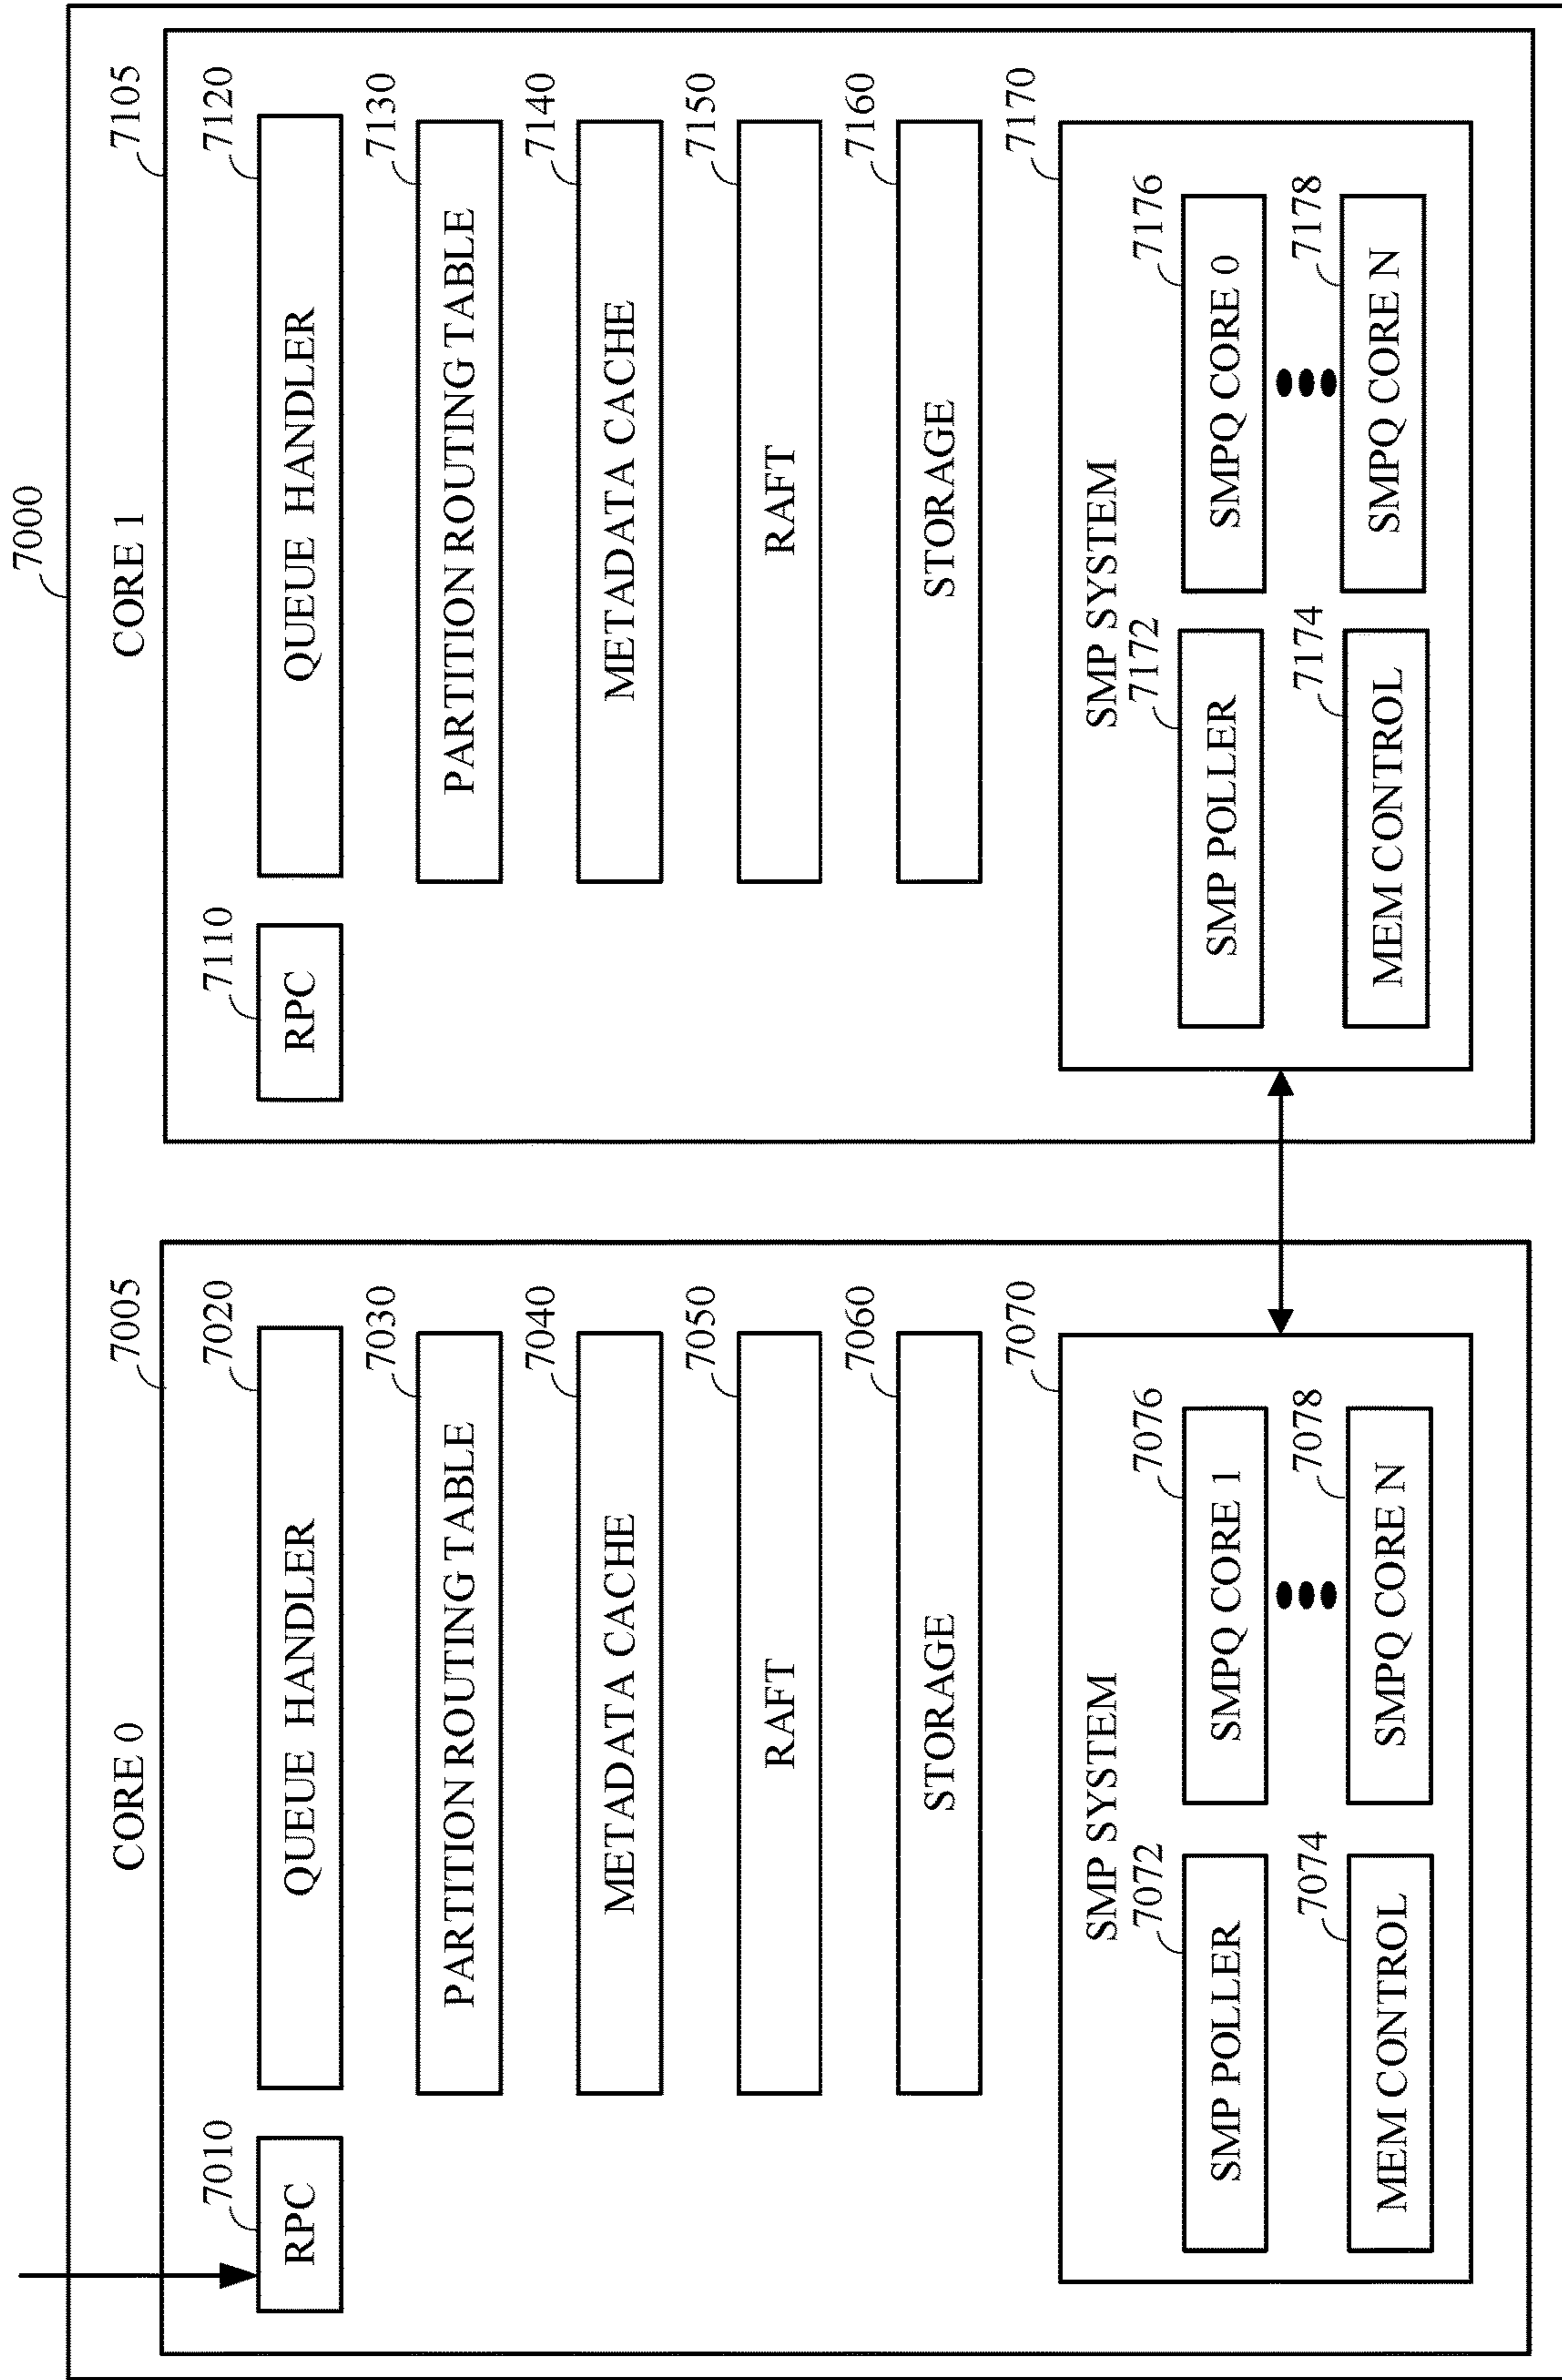 7000
CORE 0
7005
7010
RPC
7020
QUEUE HANDLER
7030
PARTITION ROUTING TABLE
7040
METADATA CACHE
7050
RAFT
7060
STORAGE
7070
SMP SYSTEM
7072
SMP POLLER
7076
SMPQ CORE 1
7074
MEM CONTROL
7078
SMPQ CORE N
CORE 1
7105
7110
RPC
7120
QUEUE HANDLER
7130
PARTITION ROUTING TABLE
7140
METADATA CACHE
7150
RAFT
7160
STORAGE
7170
SMP SYSTEM
7172
SMP POLLER
7176
SMPQ CORE 0
7174
MEM CONTROL
7178
SMPQ CORE N